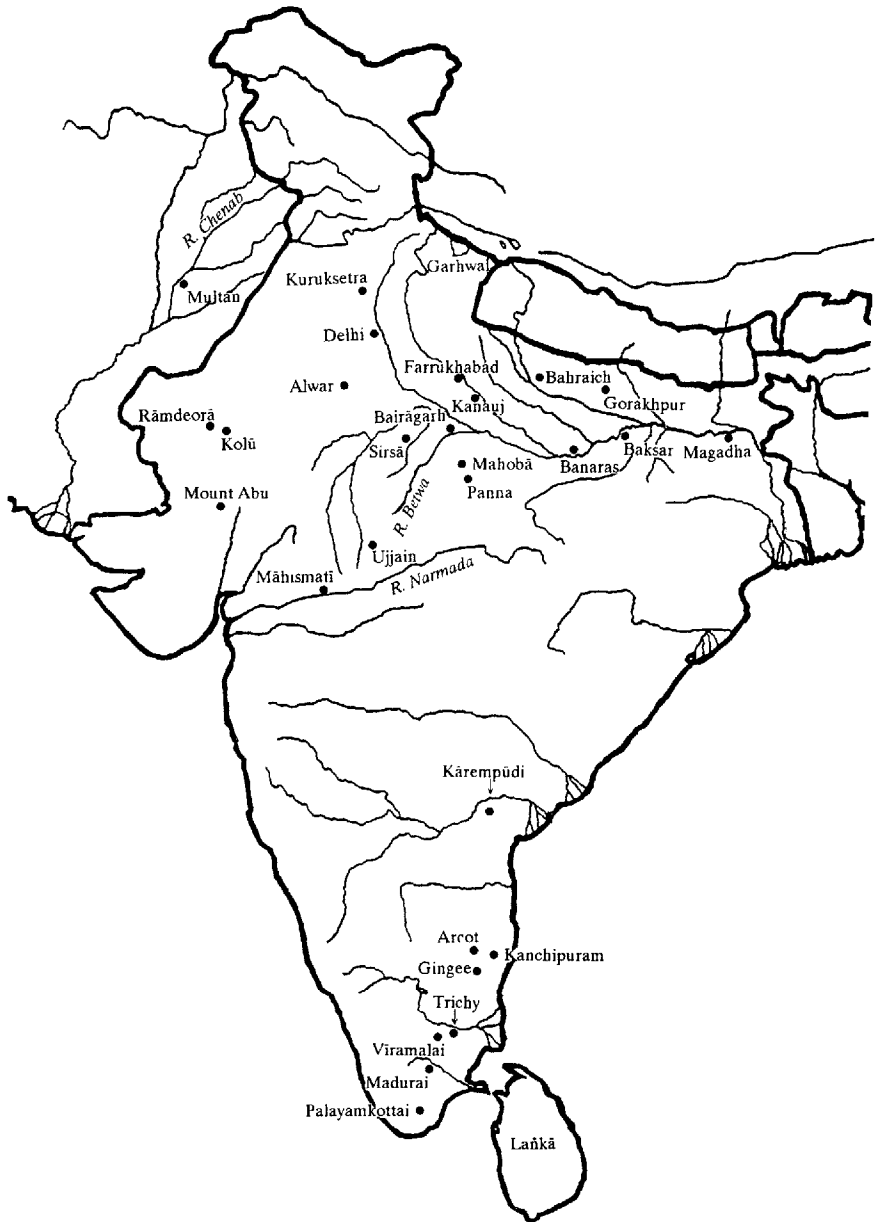 R. Chenab
Garhwal
Kuruksetra
Multan
Delhi
Farrukhabad
Bahraich
Alwar
Gorakhpur
Kanauj
Rāmdeorā
Bairāgarh
Kolū
Sirsā
Baksar
Magadha
Mahobā
Banaras
Panna
Mount Abu
R. Betwa
Ujjain
R. Narmada
Māhismatī
Kārempūdi
Arcot
Kanchipuram
Gingee
Trichy
Vīramalai
Madurai
Palayamkottai
Laṅkā